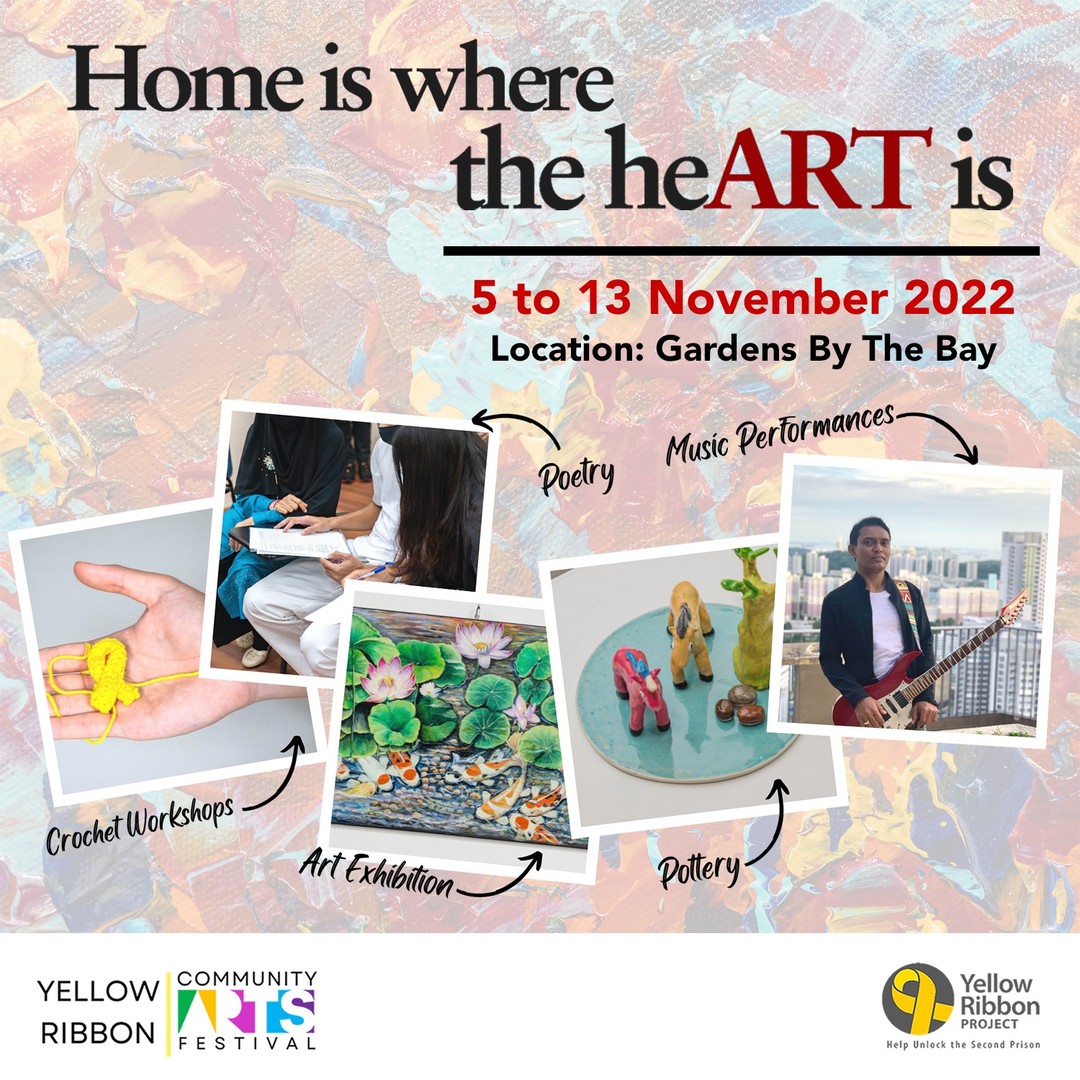 Home is where
the heART is
5 to 13 November 2022
Location: Gardens By The Bay
Poetry
Music Performances
Crochet Workshops
Art Exhibition
Pottery
YELLOW
RIBBON
COMMUNITY
ARTS
FESTIVAL
Yellow
Ribbon
PROJECT
Help Unlock the Second Prison